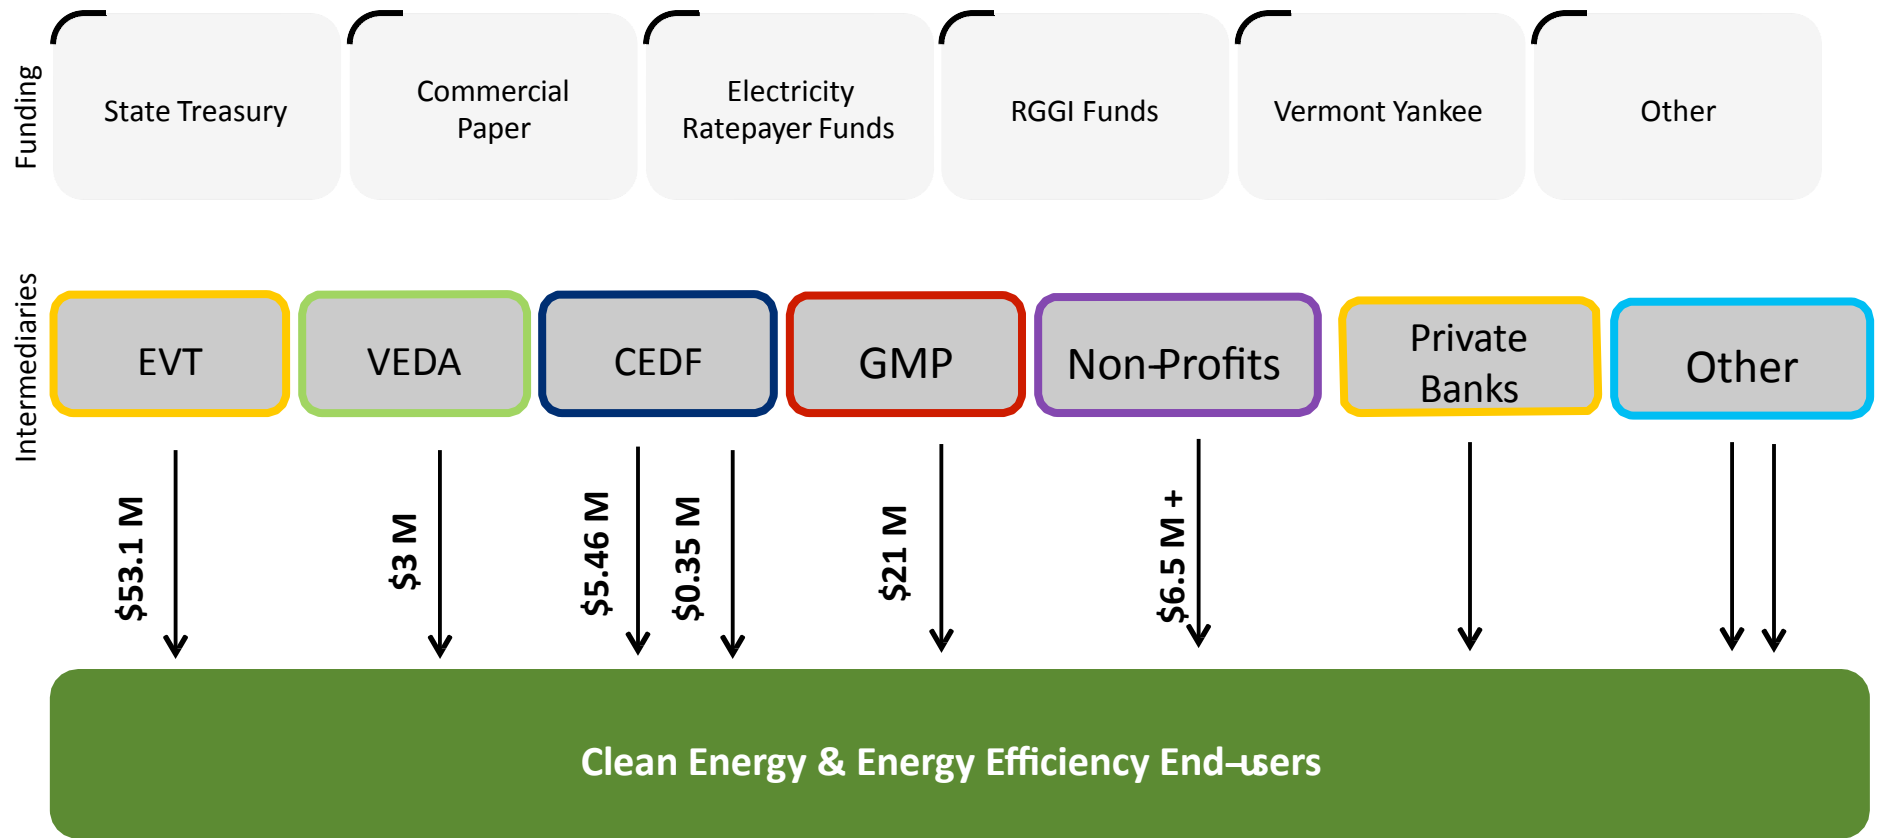 Funding
State Treasury
Commercial
Paper
Electricity
Ratepayer Funds
RGGI Funds
Vermont Yankee
Other
Intermediaries
EVT
VEDA
CEDF
GMP
Non-Profits
Private
Banks
Other
$53.1 M
$3 M
$5.46 M
$0.35 M
$21 M
$6.5 M +
Clean Energy & Energy Efficiency End-users